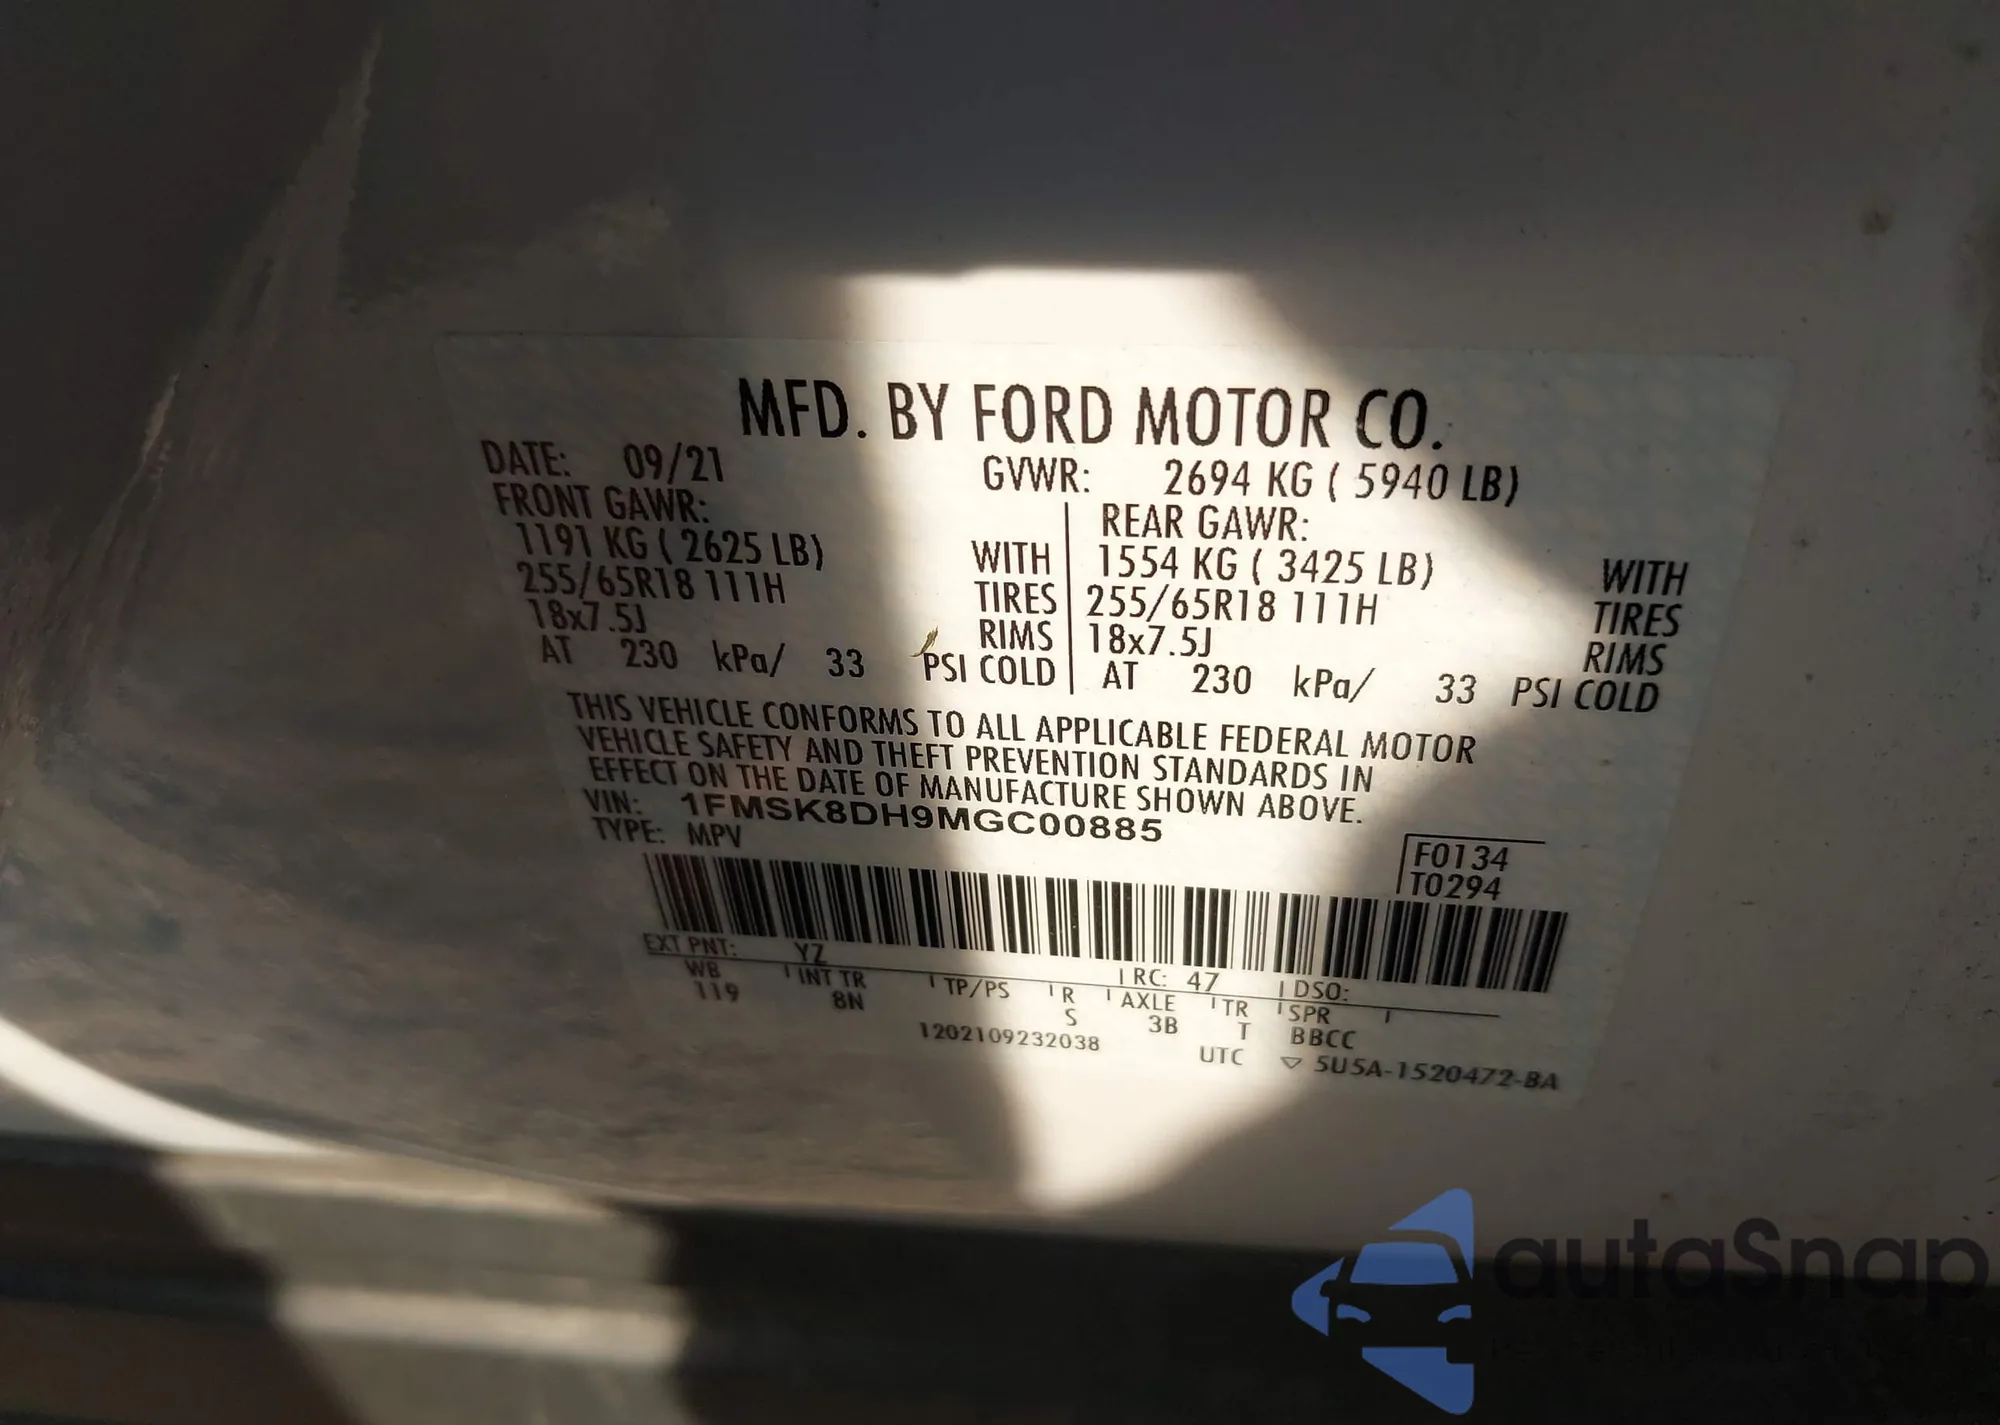 MFD. BY FORD MOTOR CO.
DATE: 09/21 GVWR: 2694 KG ( 5940 LB)
FRONT GAWR: REAR GAWR:
1191 KG ( 2625 LB) WITH 1554 KG ( 3425 LB) WITH
255/65R18 111H TIRES 255/65R18 111H TIRES
18x7.5J RIMS 18x7.5J RIMS
AT 230 kPa/ 33 PSI COLD AT 230 kPa/ 33 PSI COLD
THIS VEHICLE CONFORMS TO ALL APPLICABLE FEDERAL MOTOR
VEHICLE SAFETY AND THEFT PREVENTION STANDARDS IN
EFFECT ON THE DATE OF MANUFACTURE SHOWN ABOVE.
VIN: 1FMSK8DH9MGC00885
TYPE: MPV
F0134
T0294
EXT PNT: YZ RC: 47 DSO:
WB INT TR TP/PS R AXLE TR SPR
119 8N S 3B T BBCC
1202109232038 UTC 5U5A-1520472-BA
autaSnap